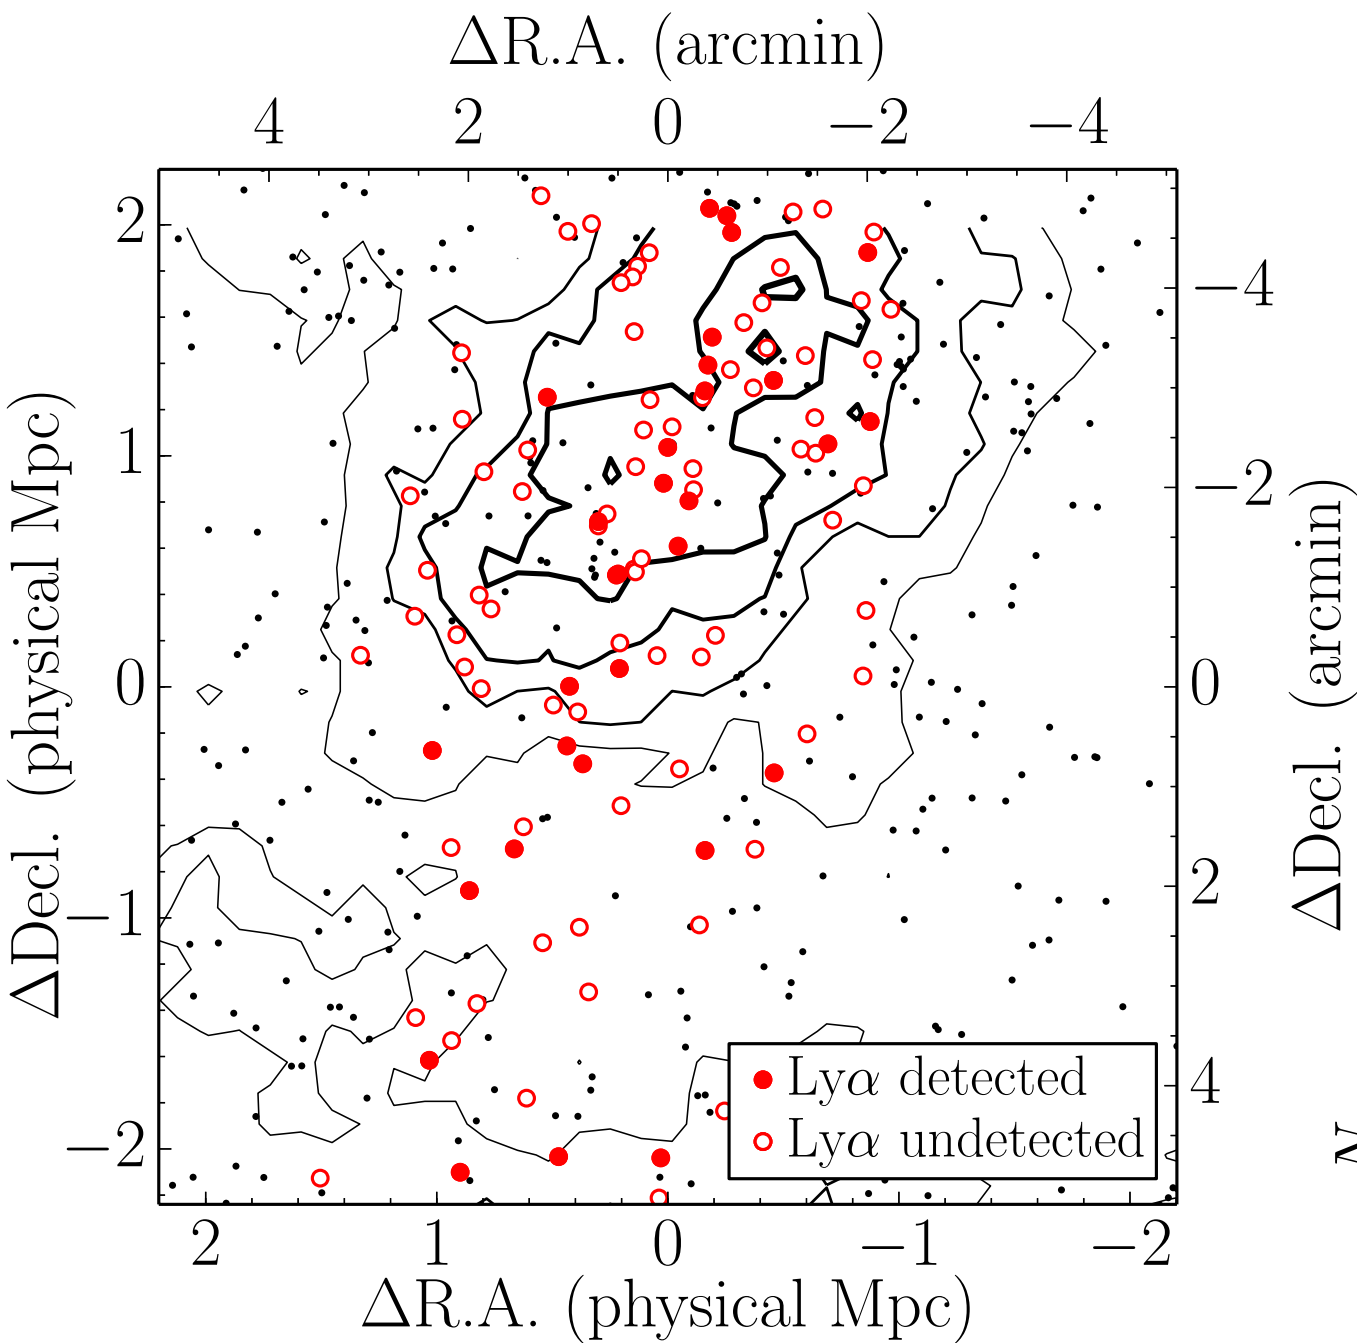 ΔR.A. (arcmin)
4 2 0 −2 −4
2
1
0
−1
−2
ΔDecl. (physical Mpc)
−4
−2
0
2
4
ΔDecl. (arcmin)
Lyα detected
Lyα undetected
2 1 0 −1 −2
ΔR.A. (physical Mpc)